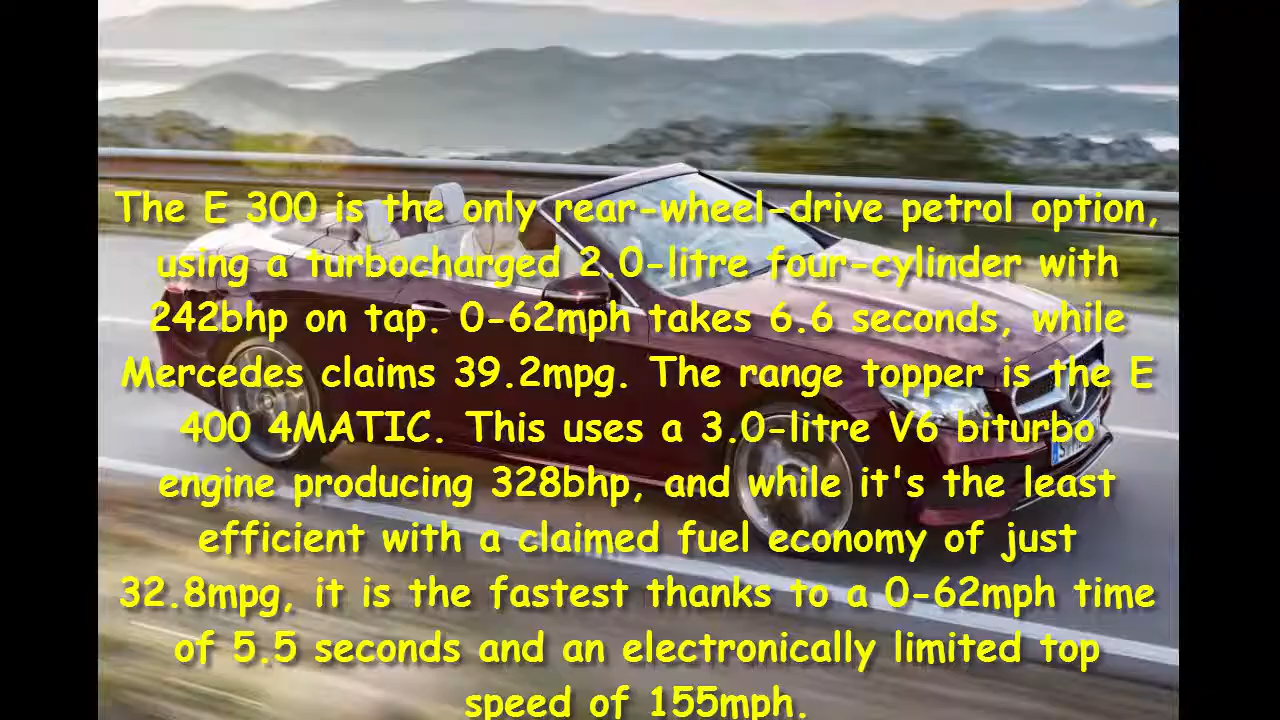 The E 300 is the only rear-wheel-drive petrol option,
using a turbocharged 2.0-litre four-cylinder with
242bhp on tap. 0-62mph takes 6.6 seconds, while
Mercedes claims 39.2mpg. The range topper is the E
400 4MATIC. This uses a 3.0-litre V6 biturbo
engine producing 328bhp, and while it's the least
efficient with a claimed fuel economy of just
32.8mpg, it is the fastest thanks to a 0-62mph time
of 5.5 seconds and an electronically limited top
speed of 155mph.